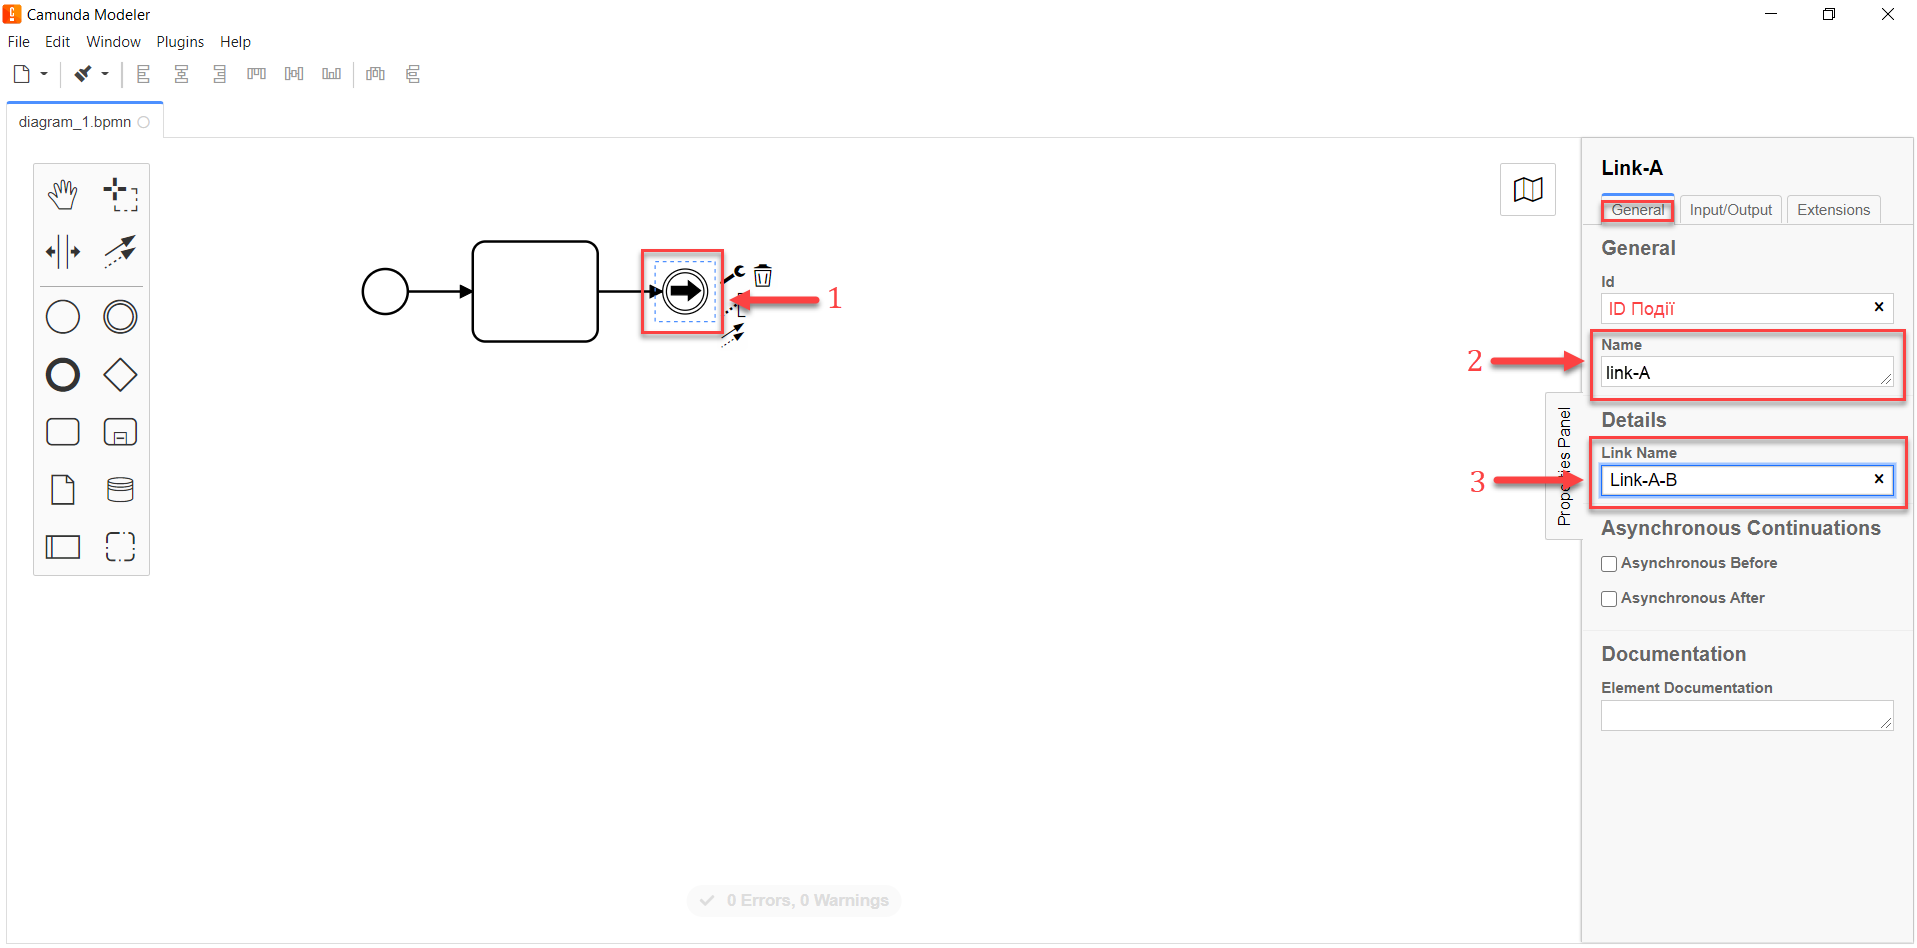 Camunda Modeler
File Edit Window Plugins Help
diagram_1.bpmn
1
2
3
Properties Panel
Link-A
General Input/Output Extensions
General
Id
ID Події
Name
link-A
Details
Link Name
Link-A-B
Asynchronous Continuations
Asynchronous Before
Asynchronous After
Documentation
Element Documentation
0 Errors, 0 Warnings